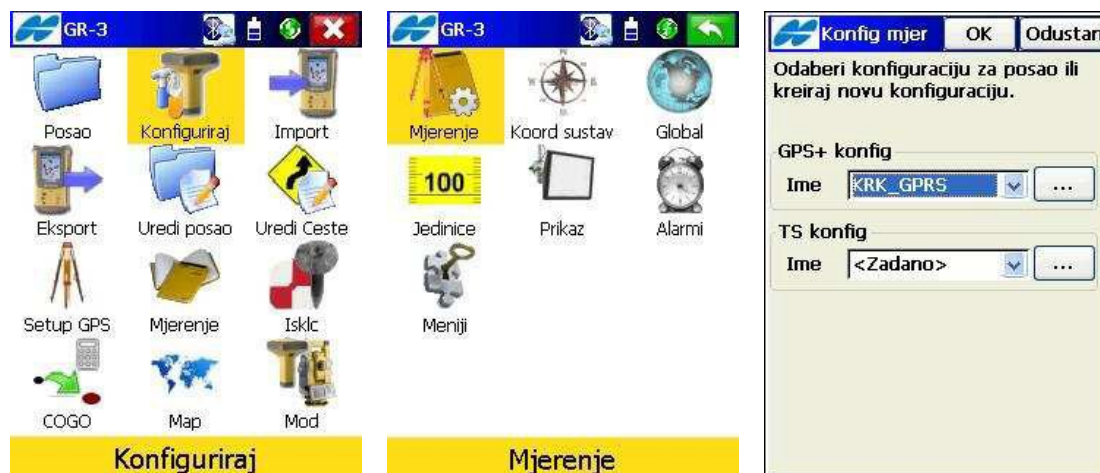 GR-3
Posao
Konfiguriraj
Import
Eksport
Uredi posao
Uredi Ceste
Setup GPS
Mjerenje
Isklc
COGO
Map
Mod
Konfiguriraj
GR-3
Mjerenje
Koord sustav
Global
100
Jedinice
Prikaz
Alarmi
Meniji
Mjerenje
Konfig mjer OK Odustan
Odaberi konfiguraciju za posao ili
kreiraj novu konfiguraciju.
GPS+ konfig
Ime KRK_GPRS ...
TS konfig
Ime <Zadano> ...